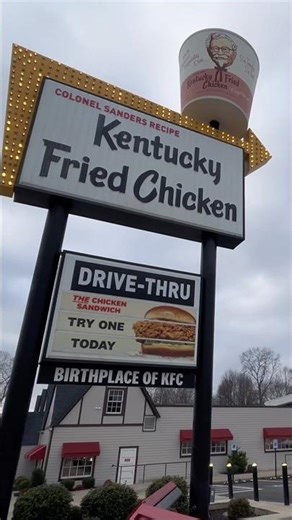 Kentucky Fried
Chicken
COLONEL SANDERS RECIPE
Kentucky
Fried Chicken
DRIVE-THRU
THE CHICKEN
SANDWICH
TRY ONE
TODAY
BIRTHPLACE OF KFC